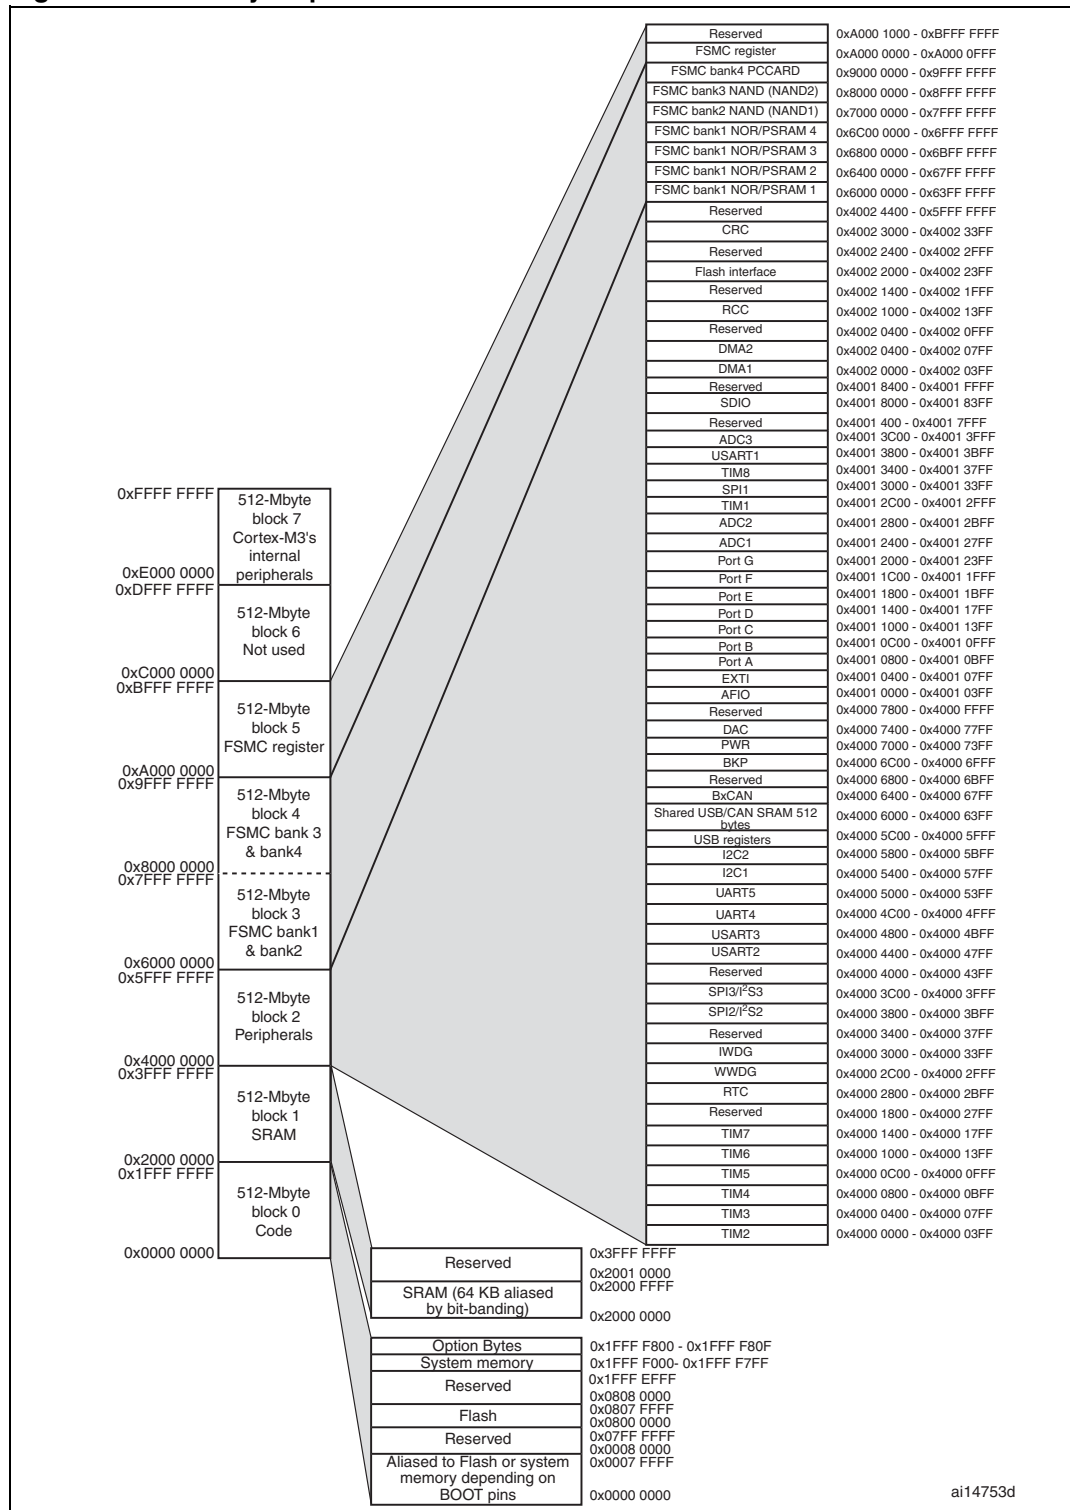 Reserved 0xA000 1000 - 0xBFFF FFFF
FSMC register 0xA000 0000 - 0xA000 0FFF
FSMC bank4 PCCARD 0x9000 0000 - 0x9FFF FFFF
FSMC bank3 NAND (NAND2) 0x8000 0000 - 0x8FFF FFFF
FSMC bank2 NAND (NAND1) 0x7000 0000 - 0x7FFF FFFF
FSMC bank1 NOR/PSRAM 4 0x6C00 0000 - 0x6FFF FFFF
FSMC bank1 NOR/PSRAM 3 0x6800 0000 - 0x6BFF FFFF
FSMC bank1 NOR/PSRAM 2 0x6400 0000 - 0x67FF FFFF
FSMC bank1 NOR/PSRAM 1 0x6000 0000 - 0x63FF FFFF
Reserved 0x4002 4400 - 0x5FFF FFFF
CRC 0x4002 3000 - 0x4002 33FF
Reserved 0x4002 2400 - 0x4002 2FFF
Flash interface 0x4002 2000 - 0x4002 23FF
Reserved 0x4002 1400 - 0x4002 1FFF
RCC 0x4002 1000 - 0x4002 13FF
Reserved 0x4002 0400 - 0x4002 0FFF
DMA2 0x4002 0400 - 0x4002 07FF
DMA1 0x4002 0000 - 0x4002 03FF
Reserved 0x4001 8400 - 0x4001 FFFF
SDIO 0x4001 8000 - 0x4001 83FF
Reserved 0x4001 400 - 0x4001 7FFF
ADC3 0x4001 3C00 - 0x4001 3FFF
USART1 0x4001 3800 - 0x4001 3BFF
TIM8 0x4001 3400 - 0x4001 37FF
SPI1 0x4001 3000 - 0x4001 33FF
TIM1 0x4001 2C00 - 0x4001 2FFF
ADC2 0x4001 2800 - 0x4001 2BFF
ADC1 0x4001 2400 - 0x4001 27FF
Port G 0x4001 2000 - 0x4001 23FF
Port F 0x4001 1C00 - 0x4001 1FFF
Port E 0x4001 1800 - 0x4001 1BFF
Port D 0x4001 1400 - 0x4001 17FF
Port C 0x4001 1000 - 0x4001 13FF
Port B 0x4001 0C00 - 0x4001 0FFF
Port A 0x4001 0800 - 0x4001 0BFF
EXTI 0x4001 0400 - 0x4001 07FF
AFIO 0x4001 0000 - 0x4001 03FF
Reserved 0x4000 7800 - 0x4000 FFFF
DAC 0x4000 7400 - 0x4000 77FF
PWR 0x4000 7000 - 0x4000 73FF
BKP 0x4000 6C00 - 0x4000 6FFF
Reserved 0x4000 6800 - 0x4000 6BFF
BxCAN 0x4000 6400 - 0x4000 67FF
Shared USB/CAN SRAM 512 0x4000 6000 - 0x4000 63FF
bytes
USB registers 0x4000 5C00 - 0x4000 5FFF
I2C2 0x4000 5800 - 0x4000 5BFF
I2C1 0x4000 5400 - 0x4000 57FF
UART5 0x4000 5000 - 0x4000 53FF
UART4 0x4000 4C00 - 0x4000 4FFF
USART3 0x4000 4800 - 0x4000 4BFF
USART2 0x4000 4400 - 0x4000 47FF
Reserved 0x4000 4000 - 0x4000 43FF
SPI3/I²S3 0x4000 3C00 - 0x4000 3FFF
SPI2/I²S2 0x4000 3800 - 0x4000 3BFF
Reserved 0x4000 3400 - 0x4000 37FF
IWDG 0x4000 3000 - 0x4000 33FF
WWDG 0x4000 2C00 - 0x4000 2FFF
RTC 0x4000 2800 - 0x4000 2BFF
Reserved 0x4000 1800 - 0x4000 27FF
TIM7 0x4000 1400 - 0x4000 17FF
TIM6 0x4000 1000 - 0x4000 13FF
TIM5 0x4000 0C00 - 0x4000 0FFF
TIM4 0x4000 0800 - 0x4000 0BFF
TIM3 0x4000 0400 - 0x4000 07FF
TIM2 0x4000 0000 - 0x4000 03FF
0xFFFF FFFF
512-Mbyte
block 7
Cortex-M3's
internal
peripherals
0xE000 0000
0xDFFF FFFF
512-Mbyte
block 6
Not used
0xC000 0000
0xBFFF FFFF
512-Mbyte
block 5
FSMC register
0xA000 0000
0x9FFF FFFF
512-Mbyte
block 4
FSMC bank 3
& bank4
0x8000 0000
0x7FFF FFFF
512-Mbyte
block 3
FSMC bank1
& bank2
0x6000 0000
0x5FFF FFFF
512-Mbyte
block 2
Peripherals
0x4000 0000
0x3FFF FFFF
512-Mbyte
block 1
SRAM
0x2000 0000
0x1FFF FFFF
512-Mbyte
block 0
Code
0x0000 0000
0x3FFF FFFF
Reserved
0x2001 0000
0x2000 FFFF
SRAM (64 KB aliased
by bit-banding)
0x2000 0000
Option Bytes 0x1FFF F800 - 0x1FFF F80F
System memory 0x1FFF F000- 0x1FFF F7FF
0x1FFF EFFF
Reserved
0x0808 0000
0x0807 FFFF
Flash
0x0800 0000
0x07FF FFFF
Reserved
0x0008 0000
0x0007 FFFF
Aliased to Flash or system
memory depending on
BOOT pins
0x0000 0000
ai14753d